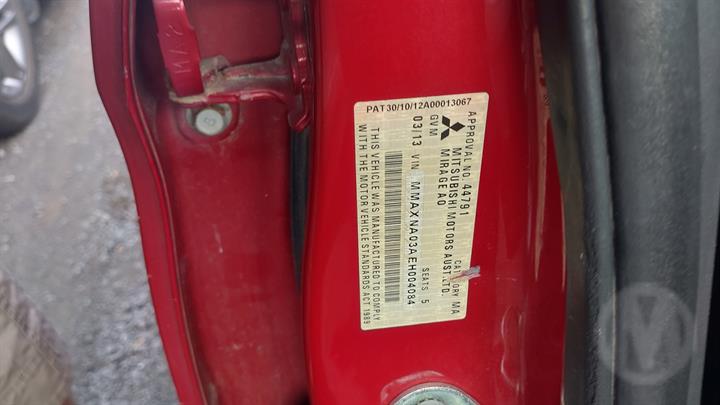 PAT30/10/12A00013067
APPROVAL NO. 44791 CATEGORY MA
MITSUBISHI MOTORS AUST.LTD.
MIRAGE AO
GVM SEATS 5
03/13 VIN MMAXNA03AEH004084
THIS VEHICLE WAS MANUFACTURED TO COMPLY
WITH THE MOTOR VEHICLE STANDARDS ACT 1989